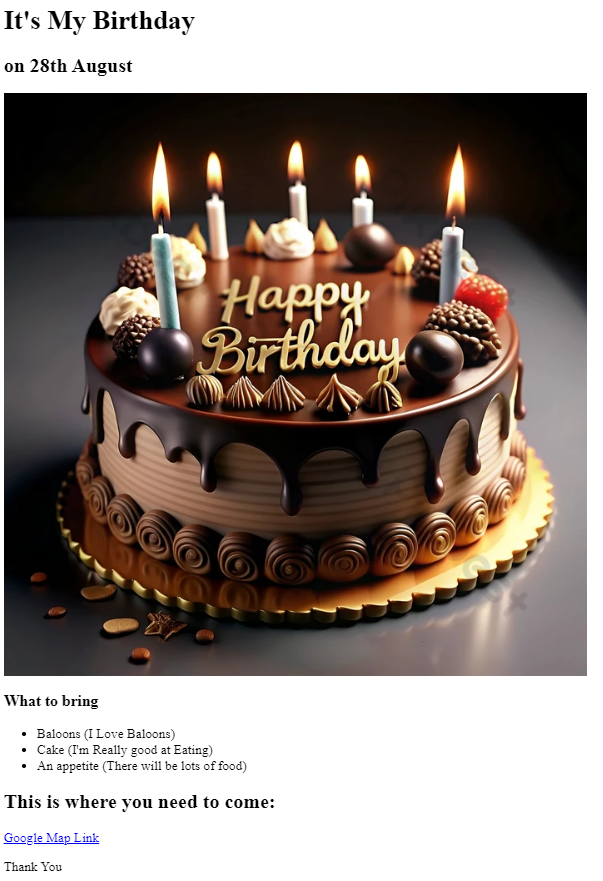 It's My Birthday
on 28th August
Happy
Birthday
What to bring
Baloons (I Love Baloons)
Cake (I'm Really good at Eating)
An appetite (There will be lots of food)
This is where you need to come:
Google Map Link
Thank You